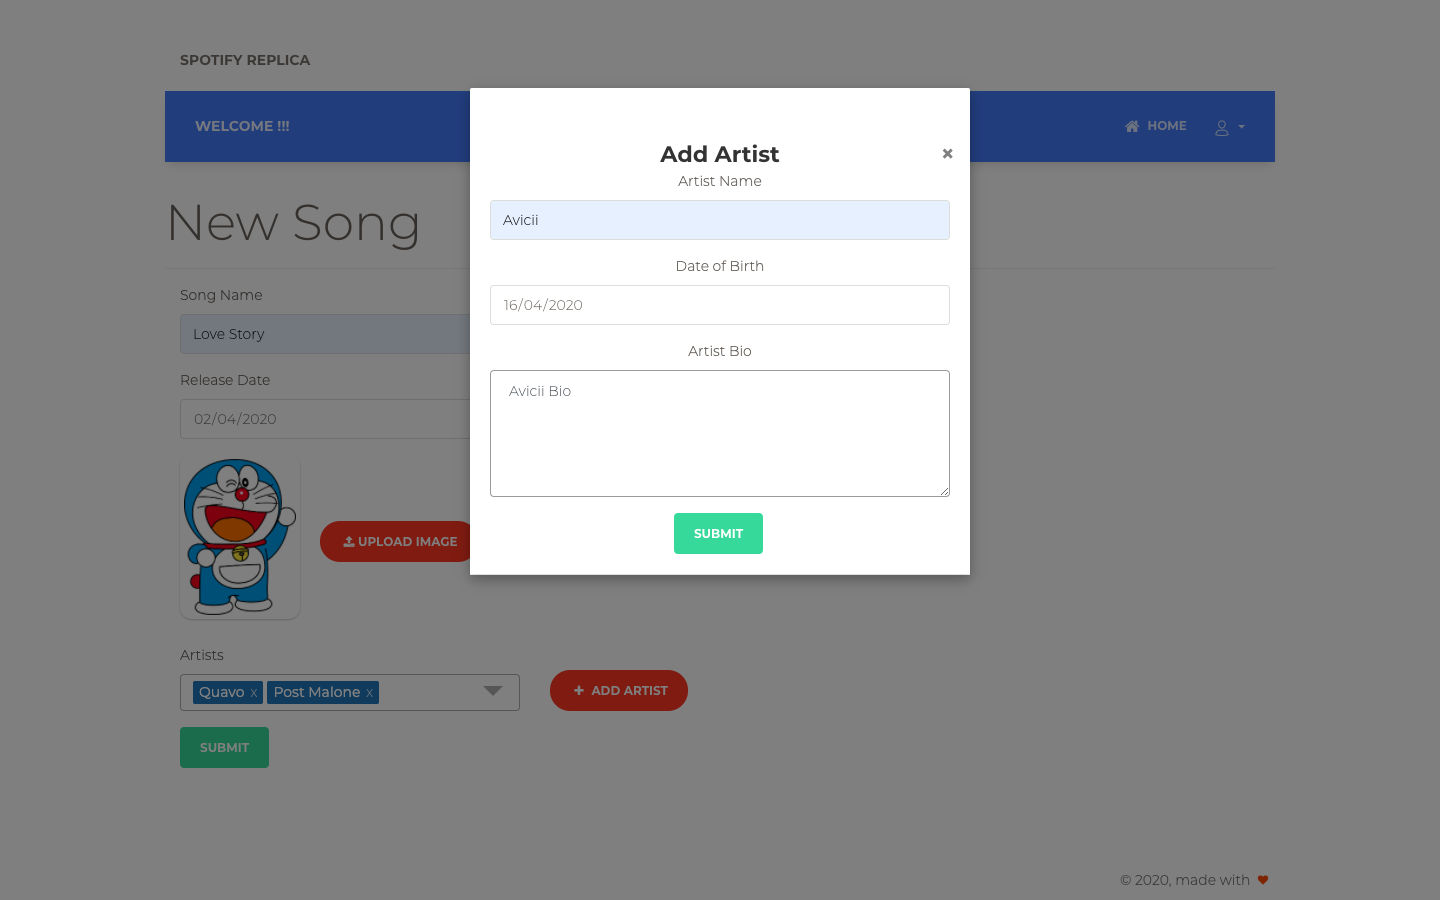 SPOTIFY REPLICA
WELCOME !!!
HOME
New Song
Song Name
Love Story
Release Date
02/04/2020
UPLOAD IMAGE
Artists
Quavo x Post Malone x
ADD ARTIST
SUBMIT
Add Artist
×
Artist Name
Avicii
Date of Birth
16/04/2020
Artist Bio
Avicii Bio
SUBMIT
© 2020, made with